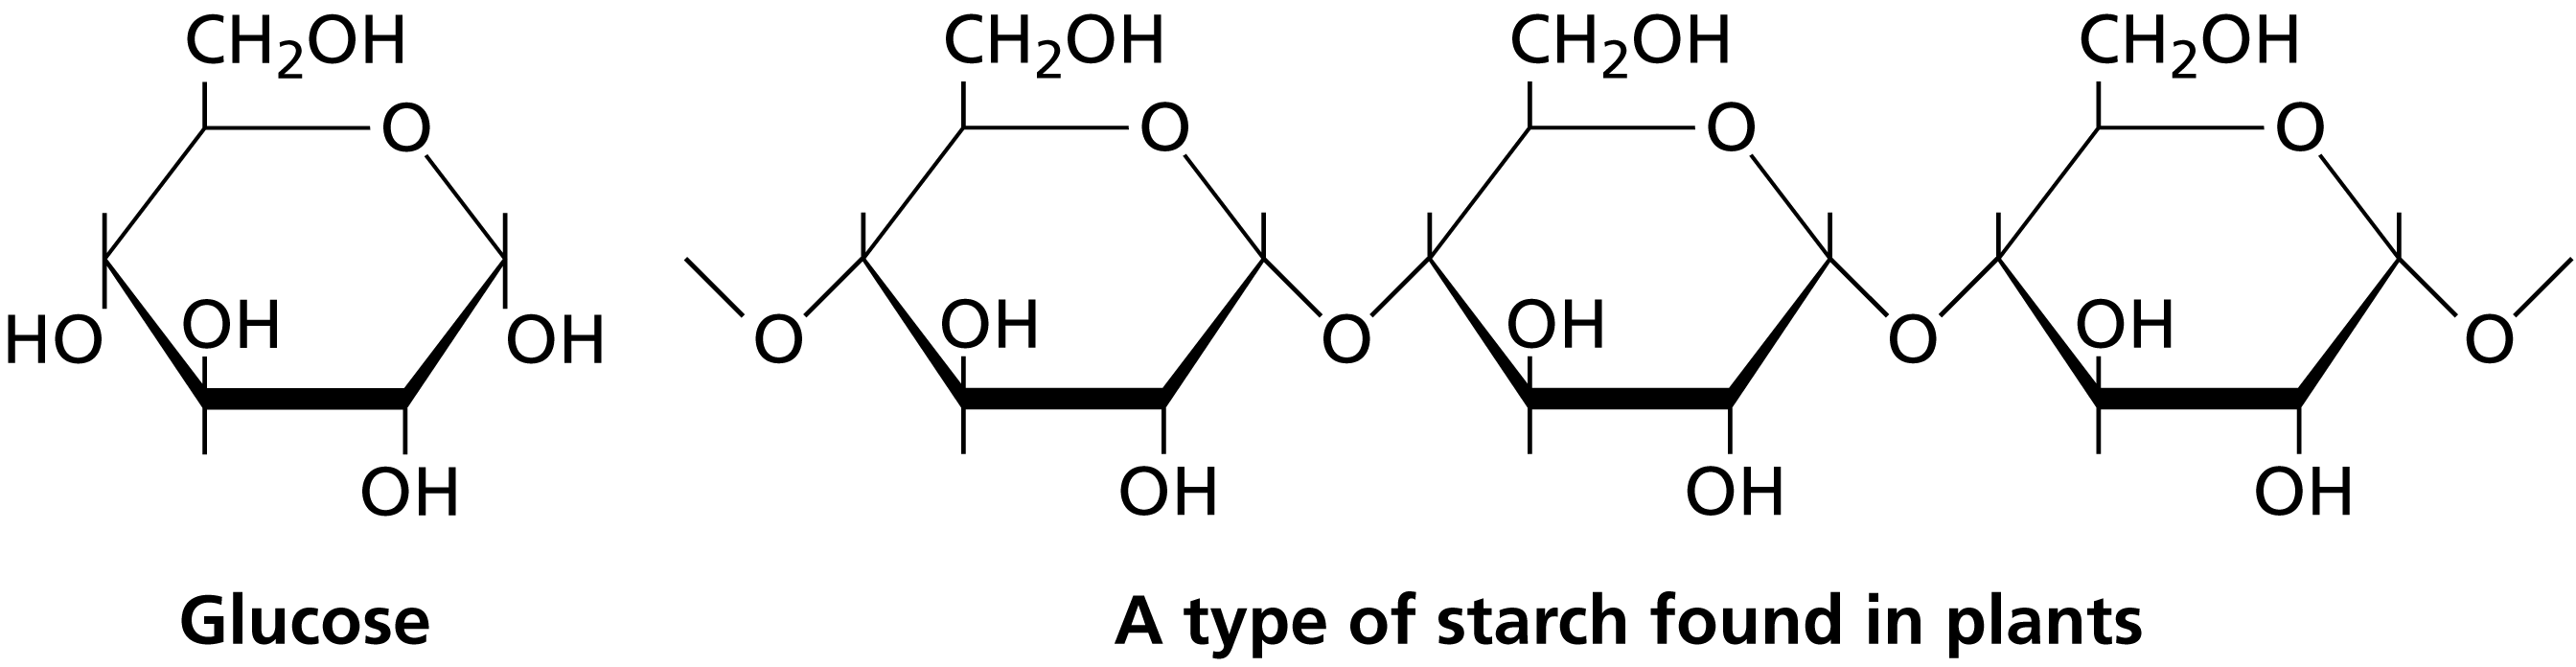 CH₂OH CH₂OH CH₂OH CH₂OH
O O O O
OH OH OH OH
HO OH O O O O
OH OH OH OH
Glucose A type of starch found in plants